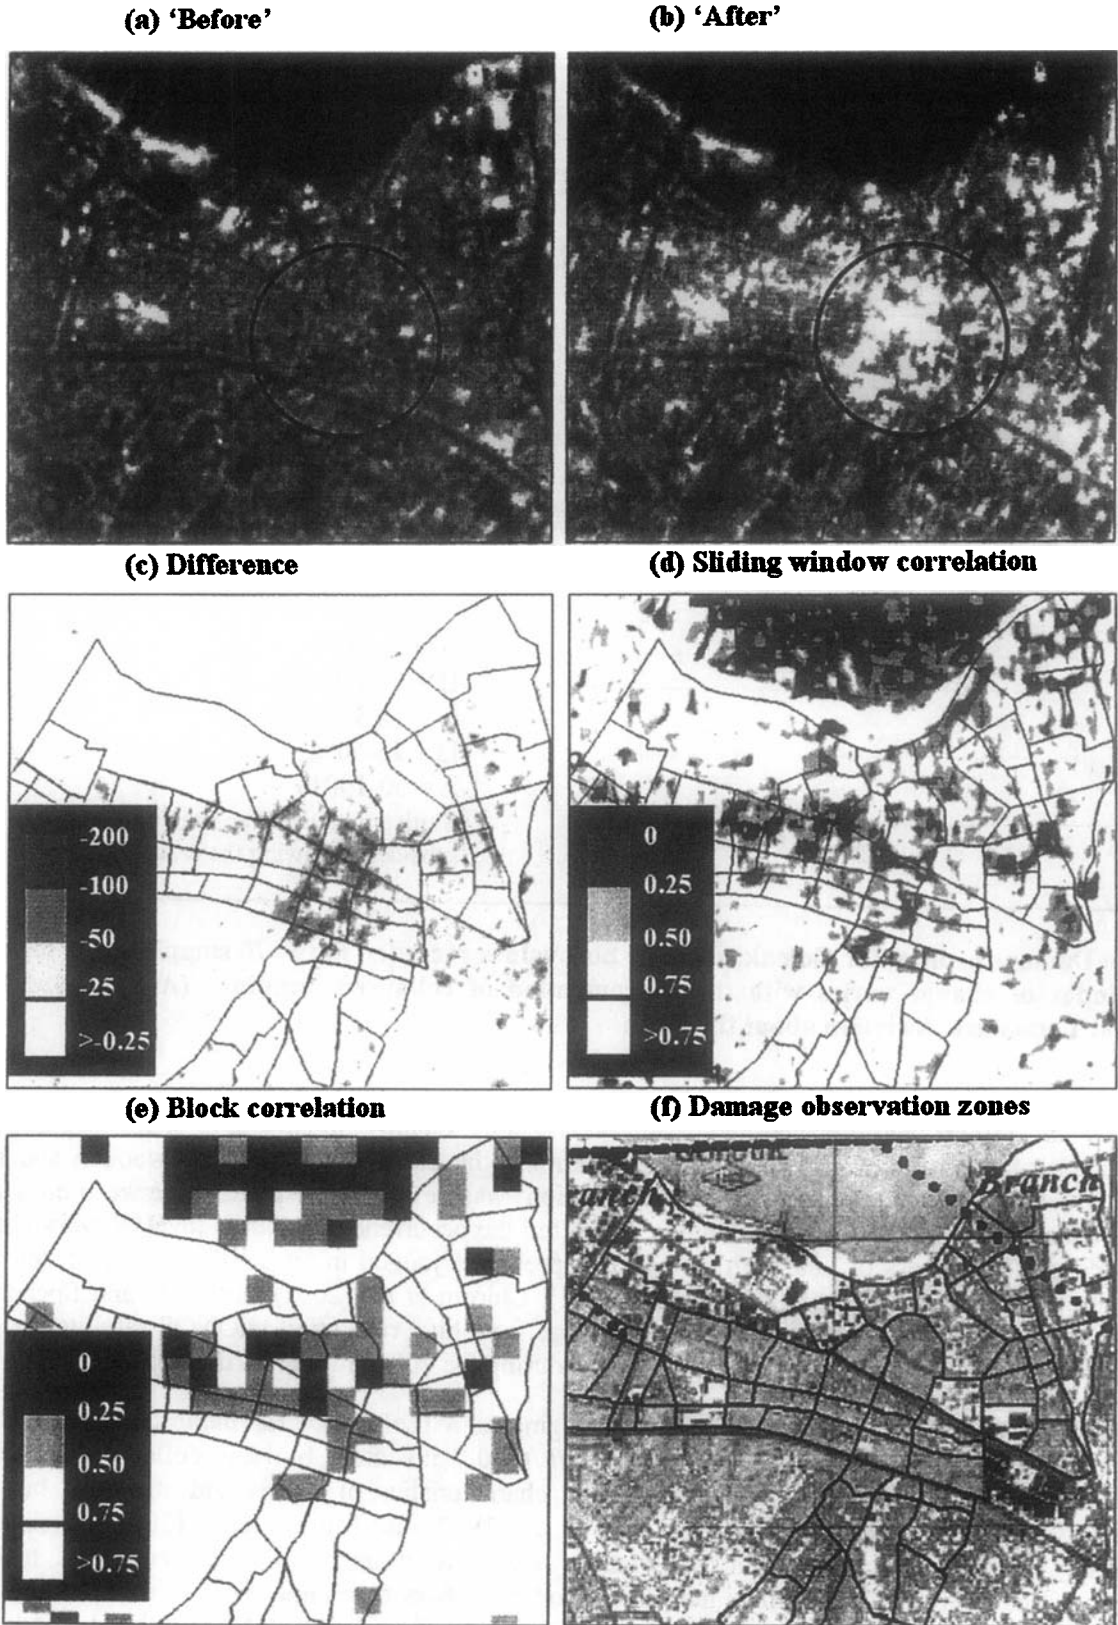 (a) ‘Before’
(b) ‘After’
(c) Difference
(d) Sliding window correlation
-200
-100
-50
-25
>-0.25
0
0.25
0.50
0.75
>0.75
(e) Block correlation
(f) Damage observation zones
0
0.25
0.50
0.75
>0.75
Branch